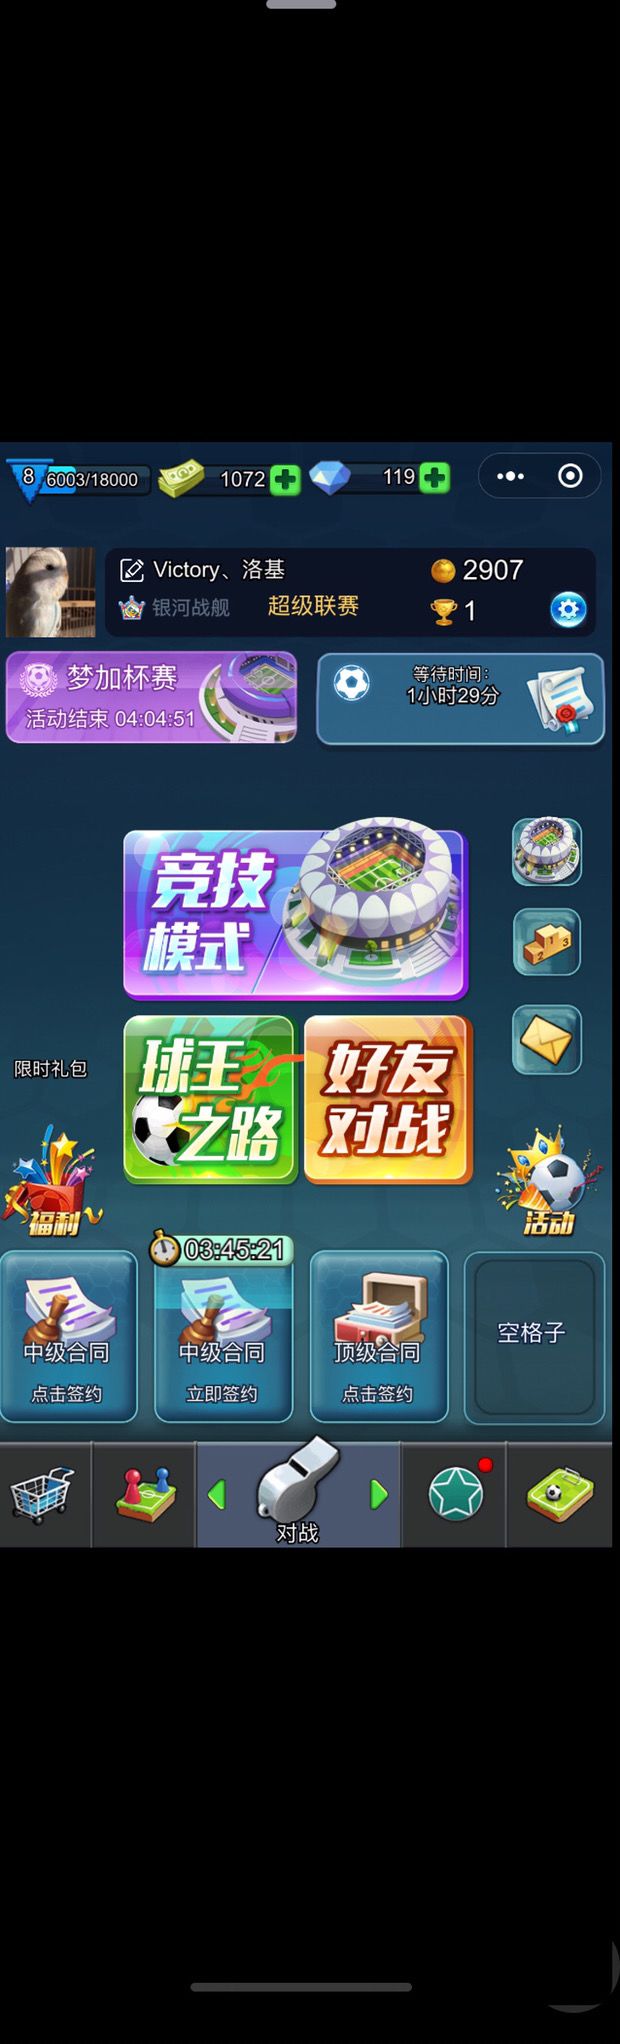 8 6003/18000 1072 119
Victory、洛基 2907
银河战舰 超级联赛 1
梦加杯赛
活动结束 04:04:51
等待时间:
1小时29分
竞技
模式
球王
之路
好友
对战
限时礼包
福利
活动
03:45:21
中级合同
点击签约
中级合同
立即签约
顶级合同
点击签约
空格子
对战